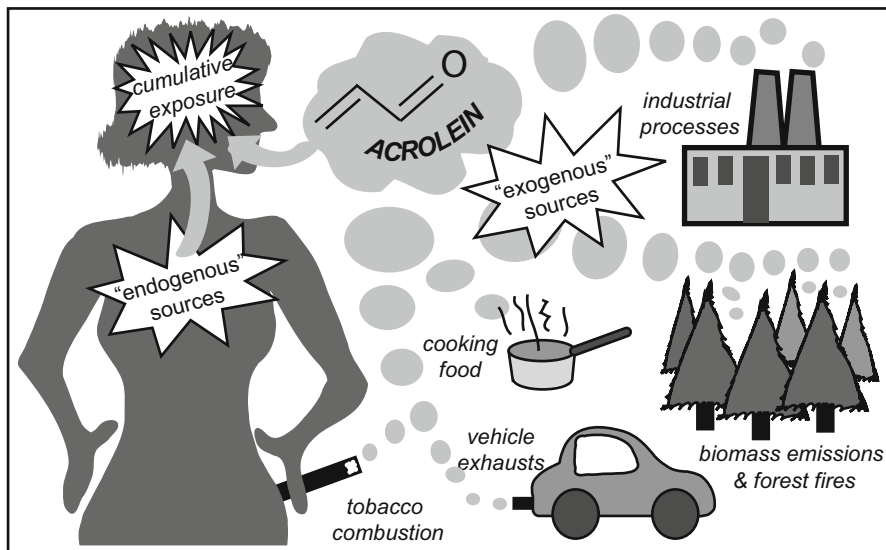 cumulative
exposure
O
ACROLEIN
industrial
processes
"exogenous"
sources
"endogenous"
sources
cooking
food
vehicle
exhausts
biomass emissions
& forest fires
tobacco
combustion